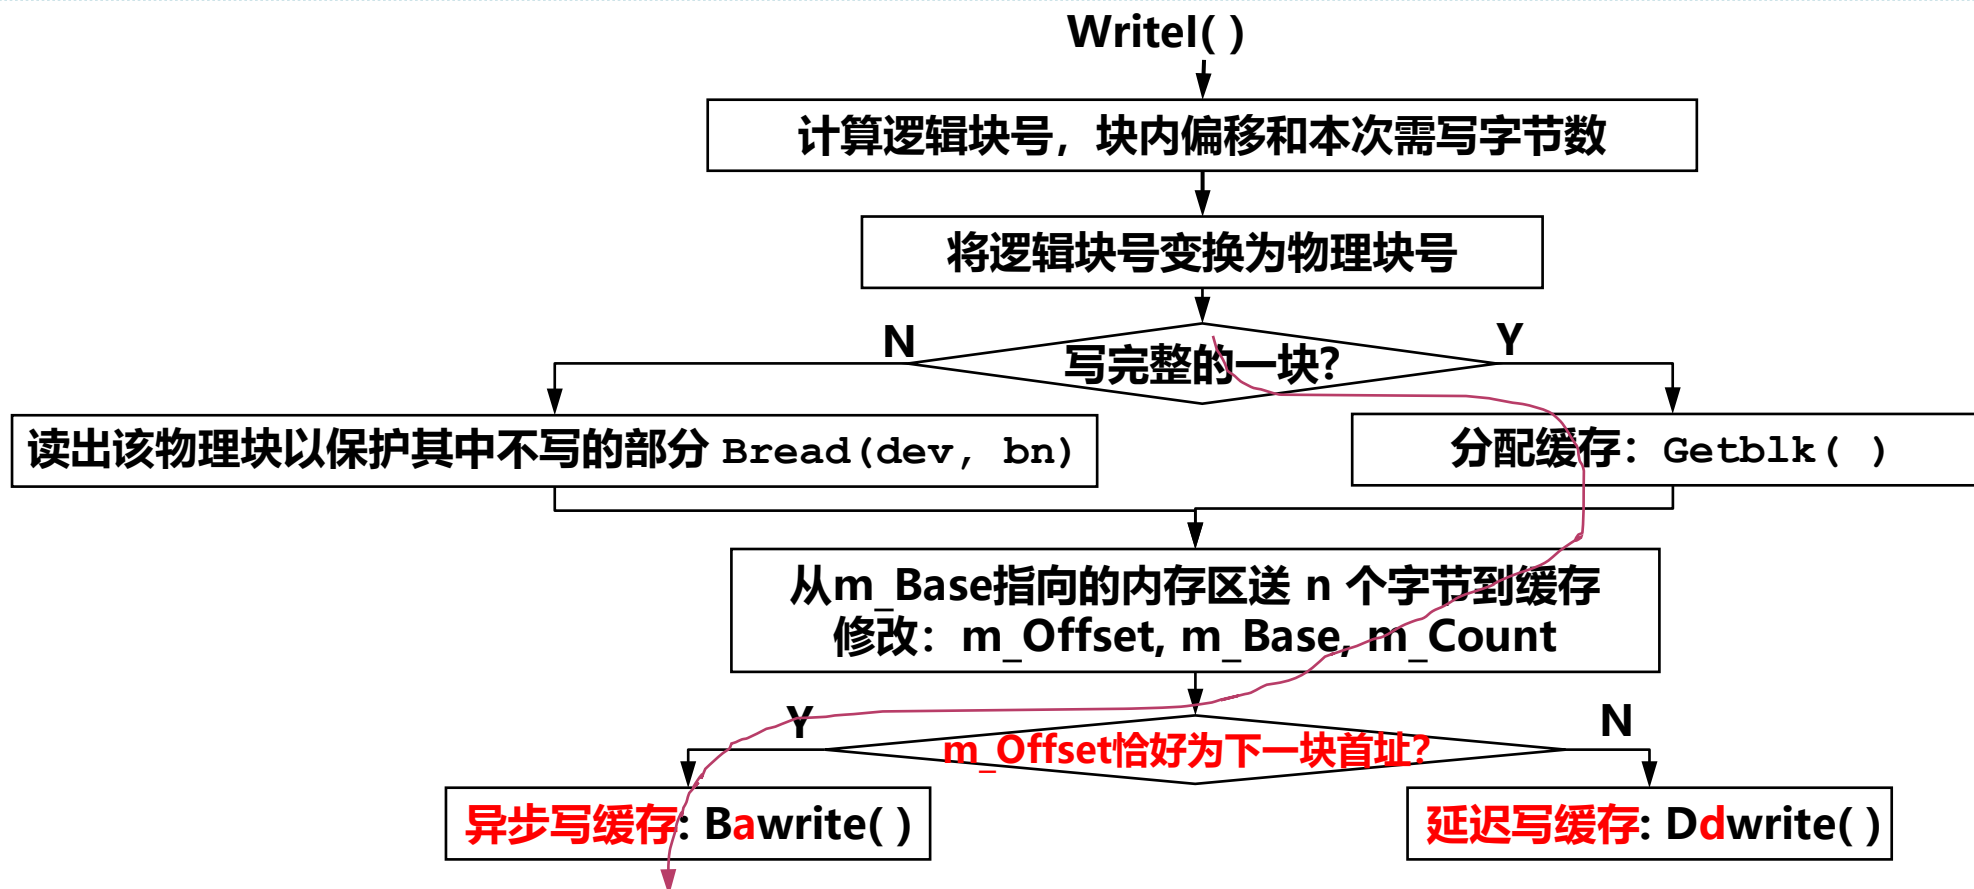 WriteI( )
计算逻辑块号，块内偏移和本次需写字节数
将逻辑块号变换为物理块号
N
Y
写完整的一块?
读出该物理块以保护其中不写的部分 Bread(dev, bn)
分配缓存：Getblk( )
从m_Base指向的内存区送 n 个字节到缓存
修改：m_Offset, m_Base, m_Count
Y
N
m_Offset恰好为下一块首址?
异步写缓存: Bawrite( )
延迟写缓存: Ddwrite( )